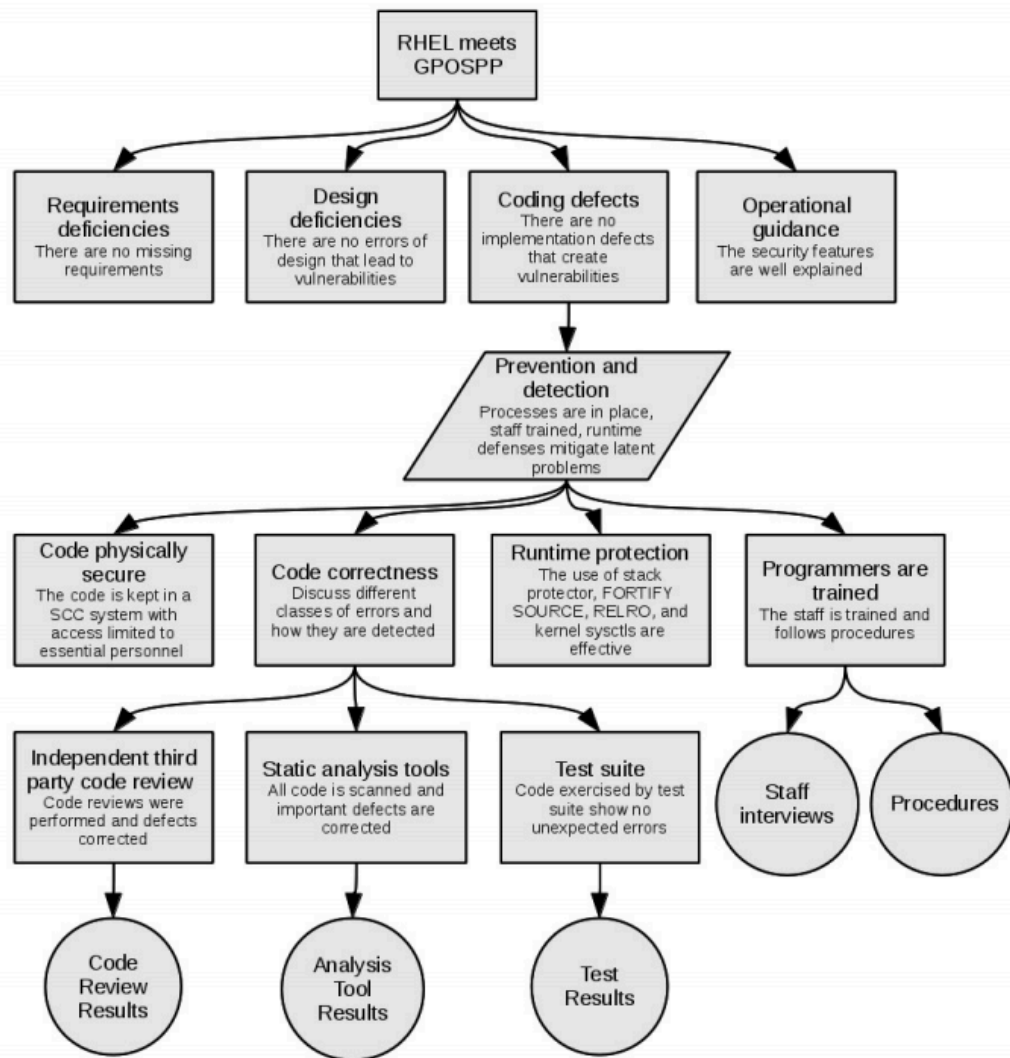 RHEL meets
GPOSPP
Requirements
deficiencies
There are no missing
requirements
Design
deficiencies
There are no errors of
design that lead to
vulnerabilities
Coding defects
There are no
implementation defects
that create
vulnerabilities
Operational
guidance
The security features
are well explained
Prevention and
detection
Processes are in place,
staff trained, runtime
defenses mitigate latent
problems
Code physically
secure
The code is kept in a
SCC system with
access limited to
essential personnel
Code correctness
Discuss different
classes of errors and
how they are detected
Runtime protection
The use of stack
protector, FORTIFY
SOURCE, RELRO, and
kernel sysctls are
effective
Programmers are
trained
The staff is trained and
follows procedures
Independent third
party code review
Code reviews were
performed and defects
corrected
Static analysis tools
All code is scanned and
important defects are
corrected
Test suite
Code exercised by test
suite show no
unexpected errors
Staff
interviews
Procedures
Code
Review
Results
Analysis
Tool
Results
Test
Results